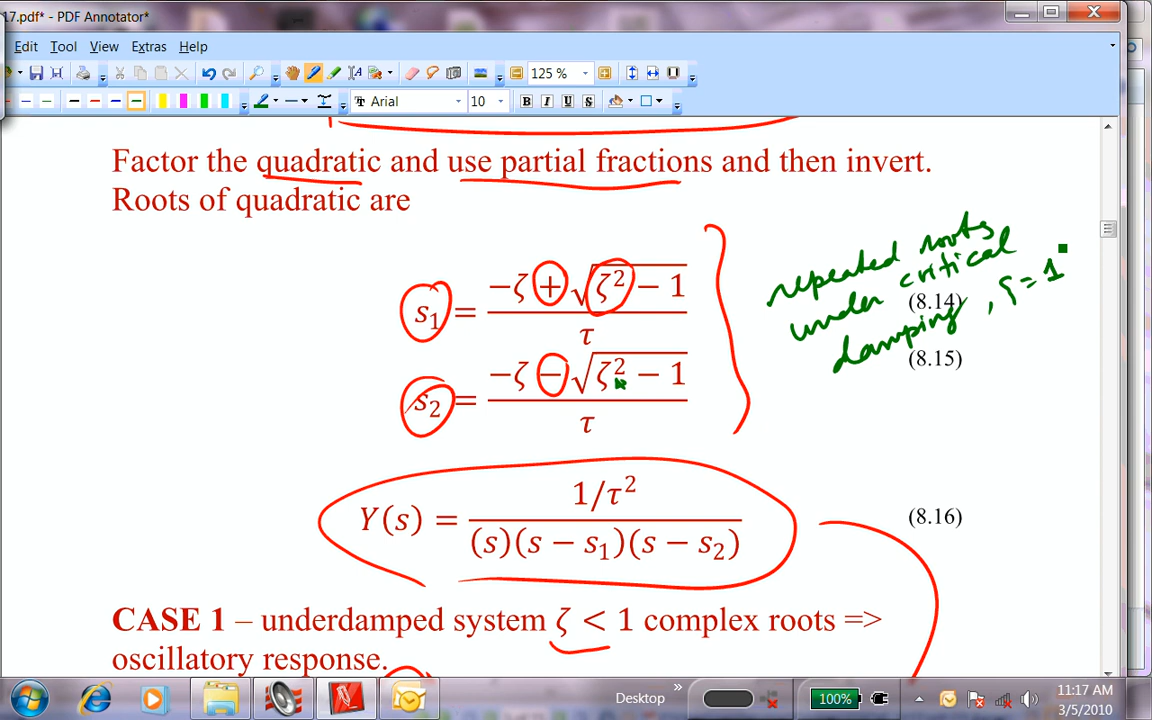 17.pdf* - PDF Annotator*
Edit Tool View Extras Help
125 %
Arial 10 B I U S
Factor the quadratic and use partial fractions and then invert.
Roots of quadratic are
s₁ = (−ζ + √(ζ² − 1)) / τ (8.14)
s₂ = (−ζ − √(ζ² − 1)) / τ (8.15)
repeated roots
under critical
damping, ζ = 1
Y(s) = (1/τ²) / ((s)(s − s₁)(s − s₂)) (8.16)
CASE 1 – underdamped system ζ < 1 complex roots =>
oscillatory response.
Desktop » 100% 11:17 AM
3/5/2010